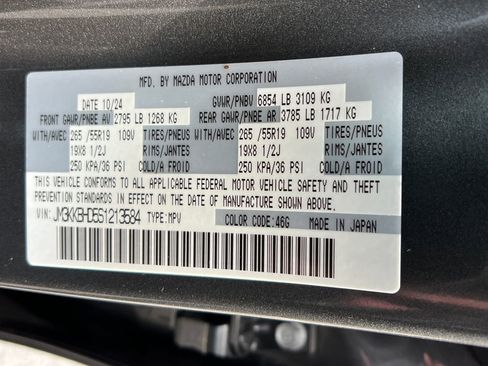 MFD. BY MAZDA MOTOR CORPORATION
DATE 10/24 GVWR/PNBV 6854 LB 3109 KG
FRONT GAWR/PNBE AV 2795 LB 1268 KG REAR GAWR/PNBE AR 3785 LB 1717 KG
WITH/AVEC 265 /55R19 109V TIRES/PNEUS WITH/AVEC 265 /55R19 109V TIRES/PNEUS
19X8 1/2J RIMS/JANTES 19X8 1/2J RIMS/JANTES
250 KPA/36 PSI COLD/A FROID 250 KPA/36 PSI COLD/A FROID
THIS VEHICLE CONFORMS TO ALL APPLICABLE FEDERAL MOTOR VEHICLE SAFETY AND THEFT
PREVENTION STANDARDS IN EFFECT ON THE DATE OF MANUFACTURE SHOWN ABOVE.
VIN: JM3KKBHD5S1213584 TYPE: MPV COLOR CODE:46G MADE IN JAPAN